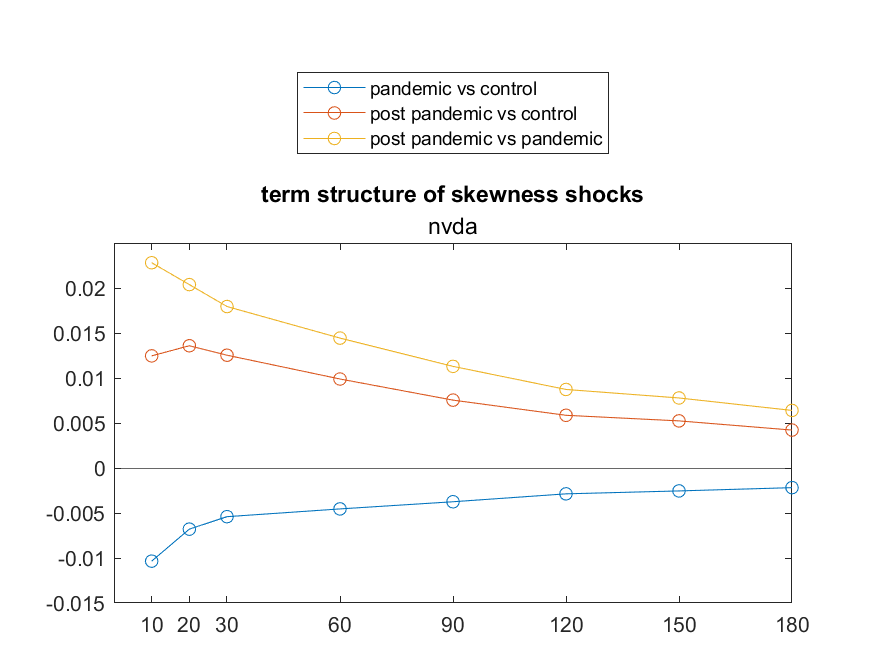 pandemic vs control
post pandemic vs control
post pandemic vs pandemic
term structure of skewness shocks
nvda
0.02
0.015
0.01
0.005
0
-0.005
-0.01
-0.015
10 20 30 60 90 120 150 180